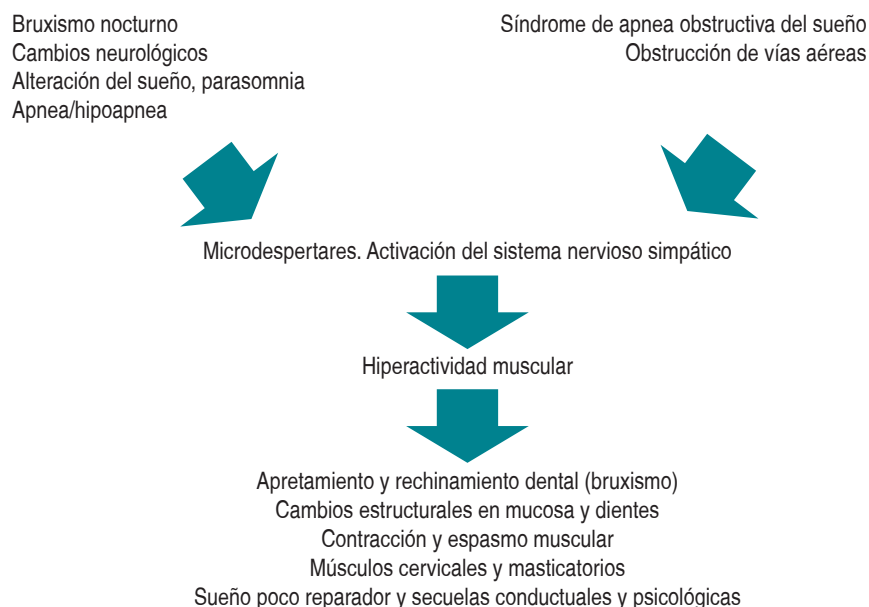 Bruxismo nocturno
Cambios neurológicos
Alteración del sueño, parasomnia
Apnea/hipoapnea
Síndrome de apnea obstructiva del sueño
Obstrucción de vías aéreas
Microdespertares. Activación del sistema nervioso simpático
Hiperactividad muscular
Apretamiento y rechinamiento dental (bruxismo)
Cambios estructurales en mucosa y dientes
Contracción y espasmo muscular
Músculos cervicales y masticatorios
Sueño poco reparador y secuelas conductuales y psicológicas